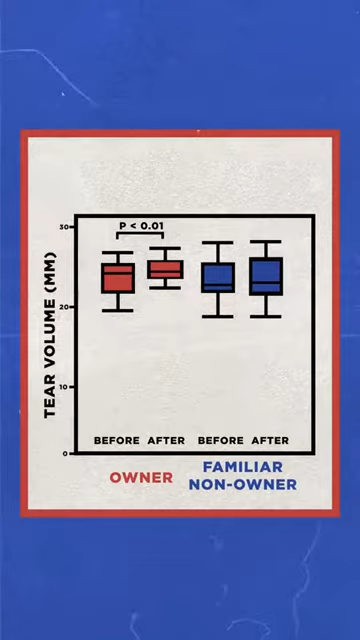 P < 0.01
30
20
10
0
TEAR VOLUME (MM)
BEFORE AFTER BEFORE AFTER
OWNER
FAMILIAR
NON-OWNER